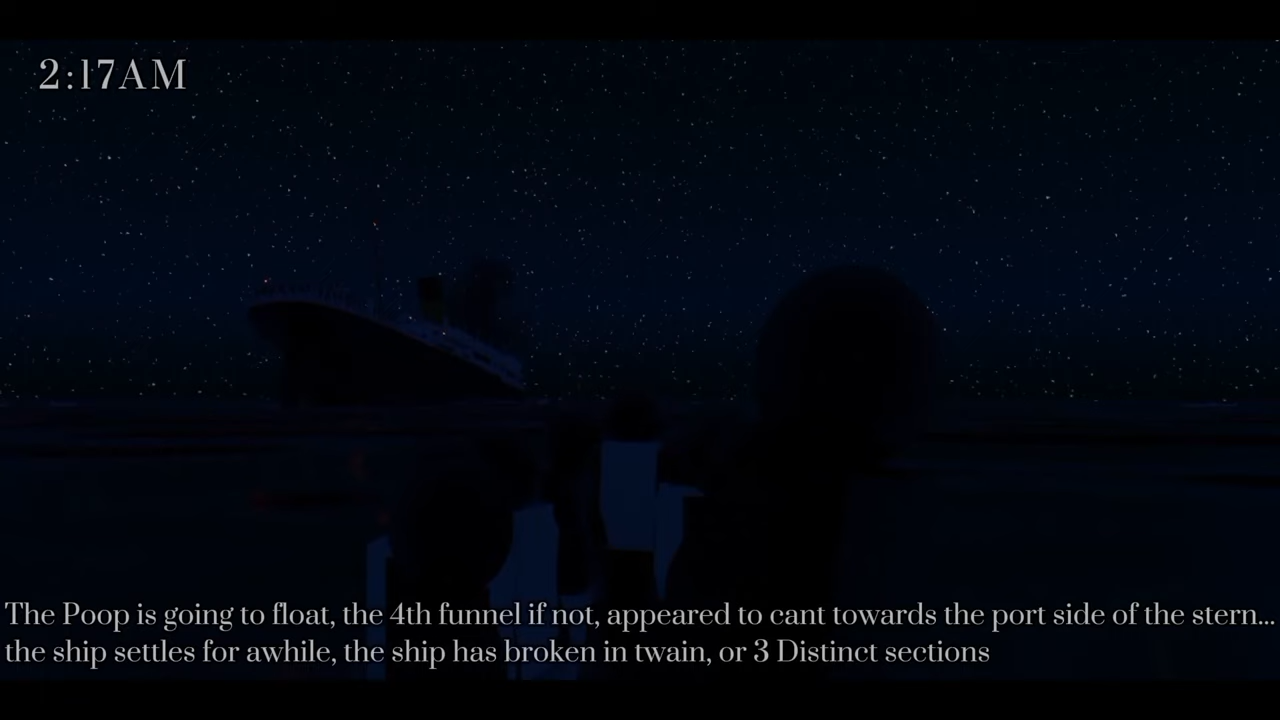 2:17AM
The Poop is going to float, the 4th funnel if not, appeared to cant towards the port side of the stern...
the ship settles for awhile, the ship has broken in twain, or 3 Distinct sections